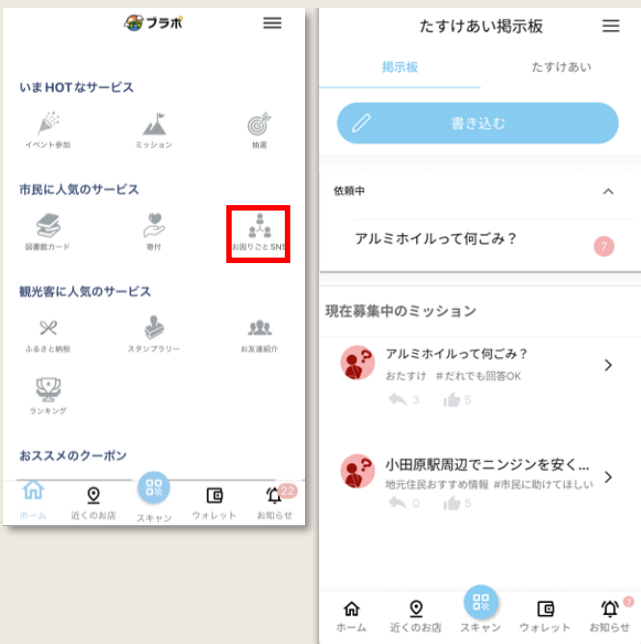 プラポ
いまHOTなサービス
イベント参加
ミッション
抽選
市民に人気のサービス
図書館カード
寄付
お困りごとSNS
観光客に人気のサービス
ふるさと納税
スタンプラリー
お友達紹介
ランキング
おススメのクーポン
22
ホーム
近くのお店
スキャン
ウォレット
お知らせ
たすけあい掲示板
掲示板
たすけあい
書き込む
依頼中
アルミホイルって何ごみ？
7
現在募集中のミッション
アルミホイルって何ごみ？
おたすけ #だれでも回答OK
3 5
小田原駅周辺でニンジンを安く...
地元住民おすすめ情報 #市民に助けてほしい
0 5
ホーム
近くのお店
スキャン
ウォレット
お知らせ